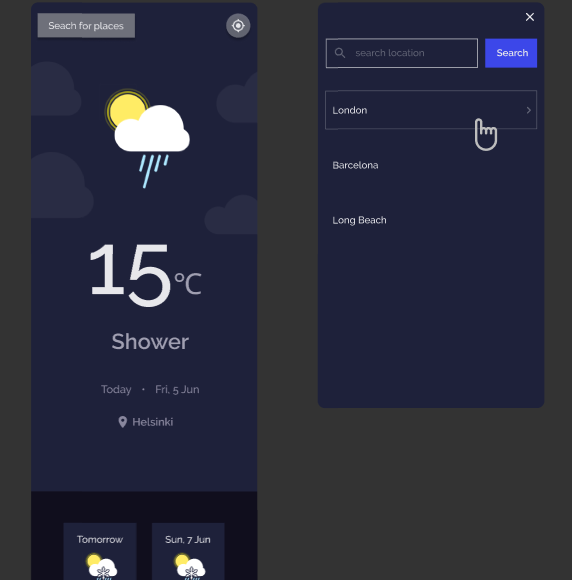 Seach for places
15°C
Shower
Today • Fri, 5 Jun
Helsinki
Tomorrow
Sun, 7 Jun
search location
Search
London
Barcelona
Long Beach